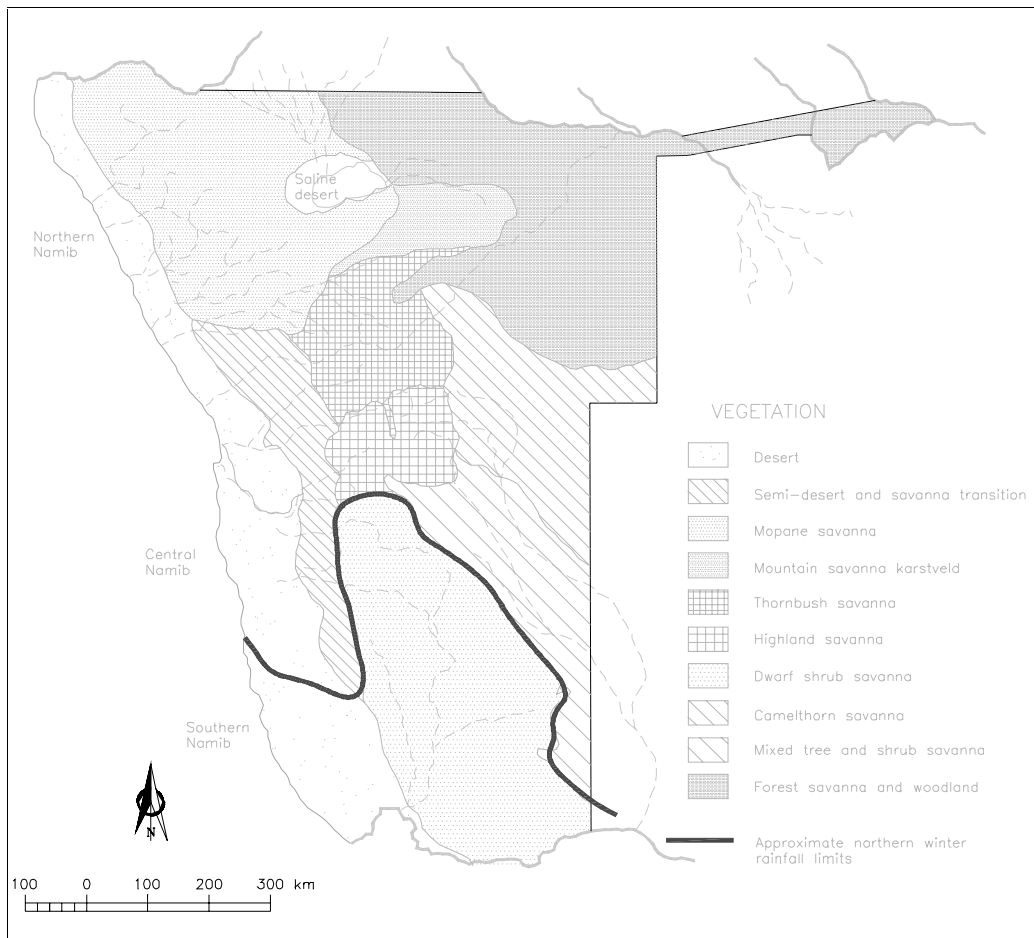 Saline
desert
Northern
Namib
Central
Namib
Southern
Namib
VEGETATION
Desert
Semi-desert and savanna transition
Mopane savanna
Mountain savanna karstveld
Thornbush savanna
Highland savanna
Dwarf shrub savanna
Camelthorn savanna
Mixed tree and shrub savanna
Forest savanna and woodland
Approximate northern winter
rainfall limits
N
100 0 100 200 300 km